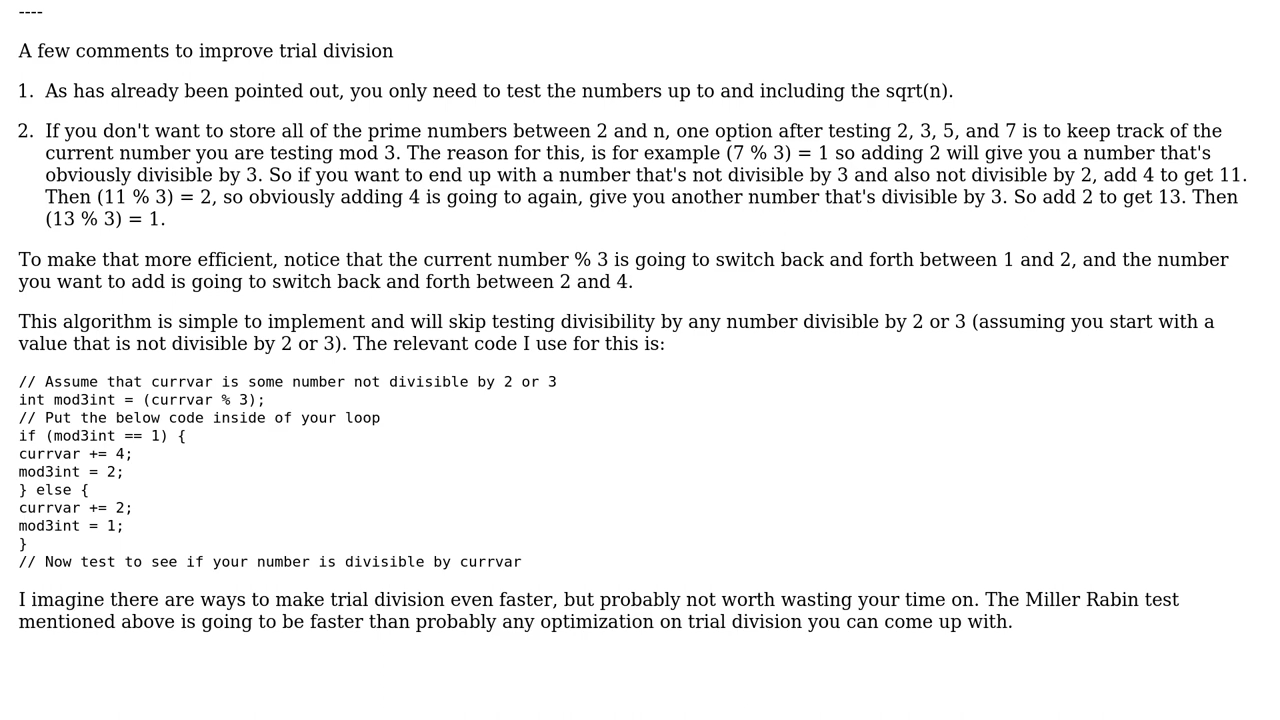 ----
A few comments to improve trial division
1. As has already been pointed out, you only need to test the numbers up to and including the sqrt(n).
2. If you don't want to store all of the prime numbers between 2 and n, one option after testing 2, 3, 5, and 7 is to keep track of the
current number you are testing mod 3. The reason for this, is for example (7 % 3) = 1 so adding 2 will give you a number that's
obviously divisible by 3. So if you want to end up with a number that's not divisible by 3 and also not divisible by 2, add 4 to get 11.
Then (11 % 3) = 2, so obviously adding 4 is going to again, give you another number that's divisible by 3. So add 2 to get 13. Then
(13 % 3) = 1.
To make that more efficient, notice that the current number % 3 is going to switch back and forth between 1 and 2, and the number
you want to add is going to switch back and forth between 2 and 4.
This algorithm is simple to implement and will skip testing divisibility by any number divisible by 2 or 3 (assuming you start with a
value that is not divisible by 2 or 3). The relevant code I use for this is:
// Assume that currvar is some number not divisible by 2 or 3
int mod3int = (currvar % 3);
// Put the below code inside of your loop
if (mod3int == 1) {
currvar += 4;
mod3int = 2;
} else {
currvar += 2;
mod3int = 1;
}
// Now test to see if your number is divisible by currvar
I imagine there are ways to make trial division even faster, but probably not worth wasting your time on. The Miller Rabin test
mentioned above is going to be faster than probably any optimization on trial division you can come up with.